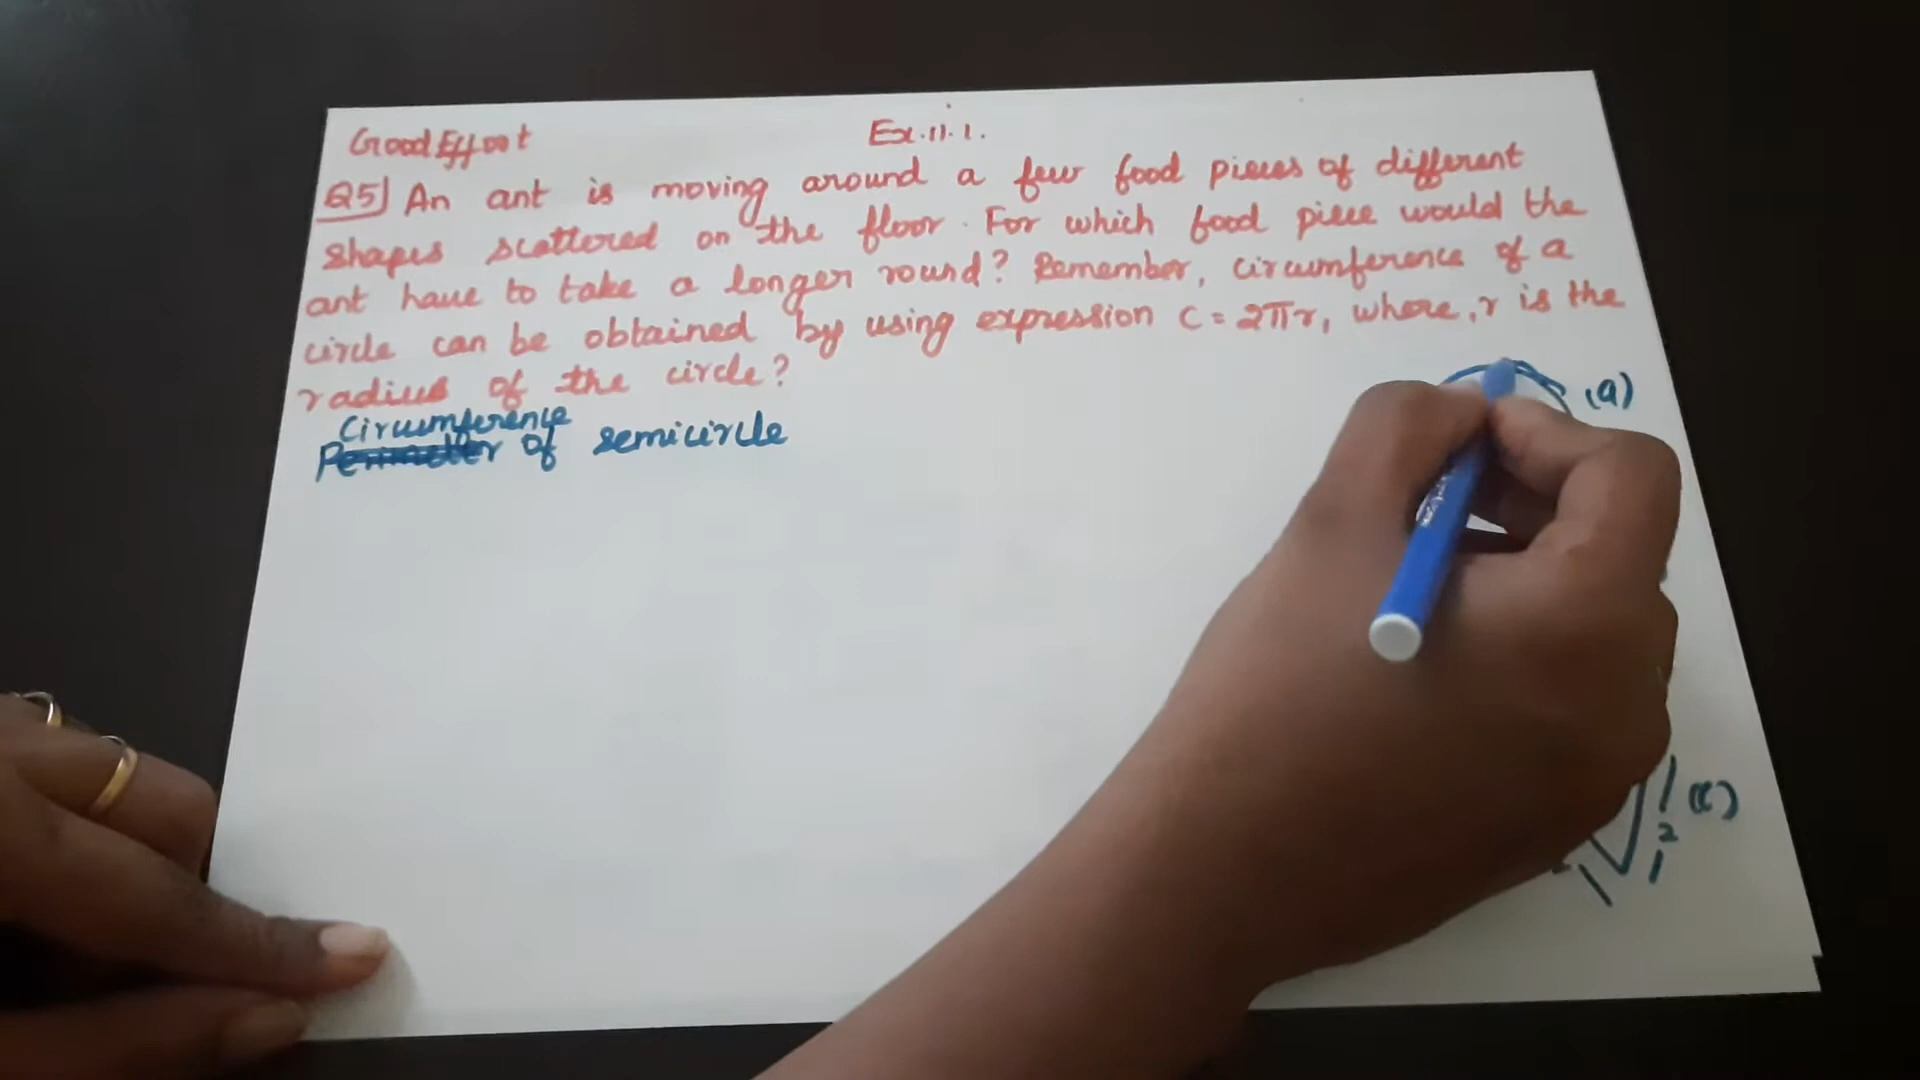 Good Effort
Ex.11.1.
Q5) An ant is moving around a few food pieces of different
shapes scattered on the floor. For which food piece would the
ant have to take a longer round? Remember, circumference of a
circle can be obtained by using expression c = 2πr, where, r is the
radius of the circle?
Circumference
Perimeter of semicircle
(a)
(c)
2